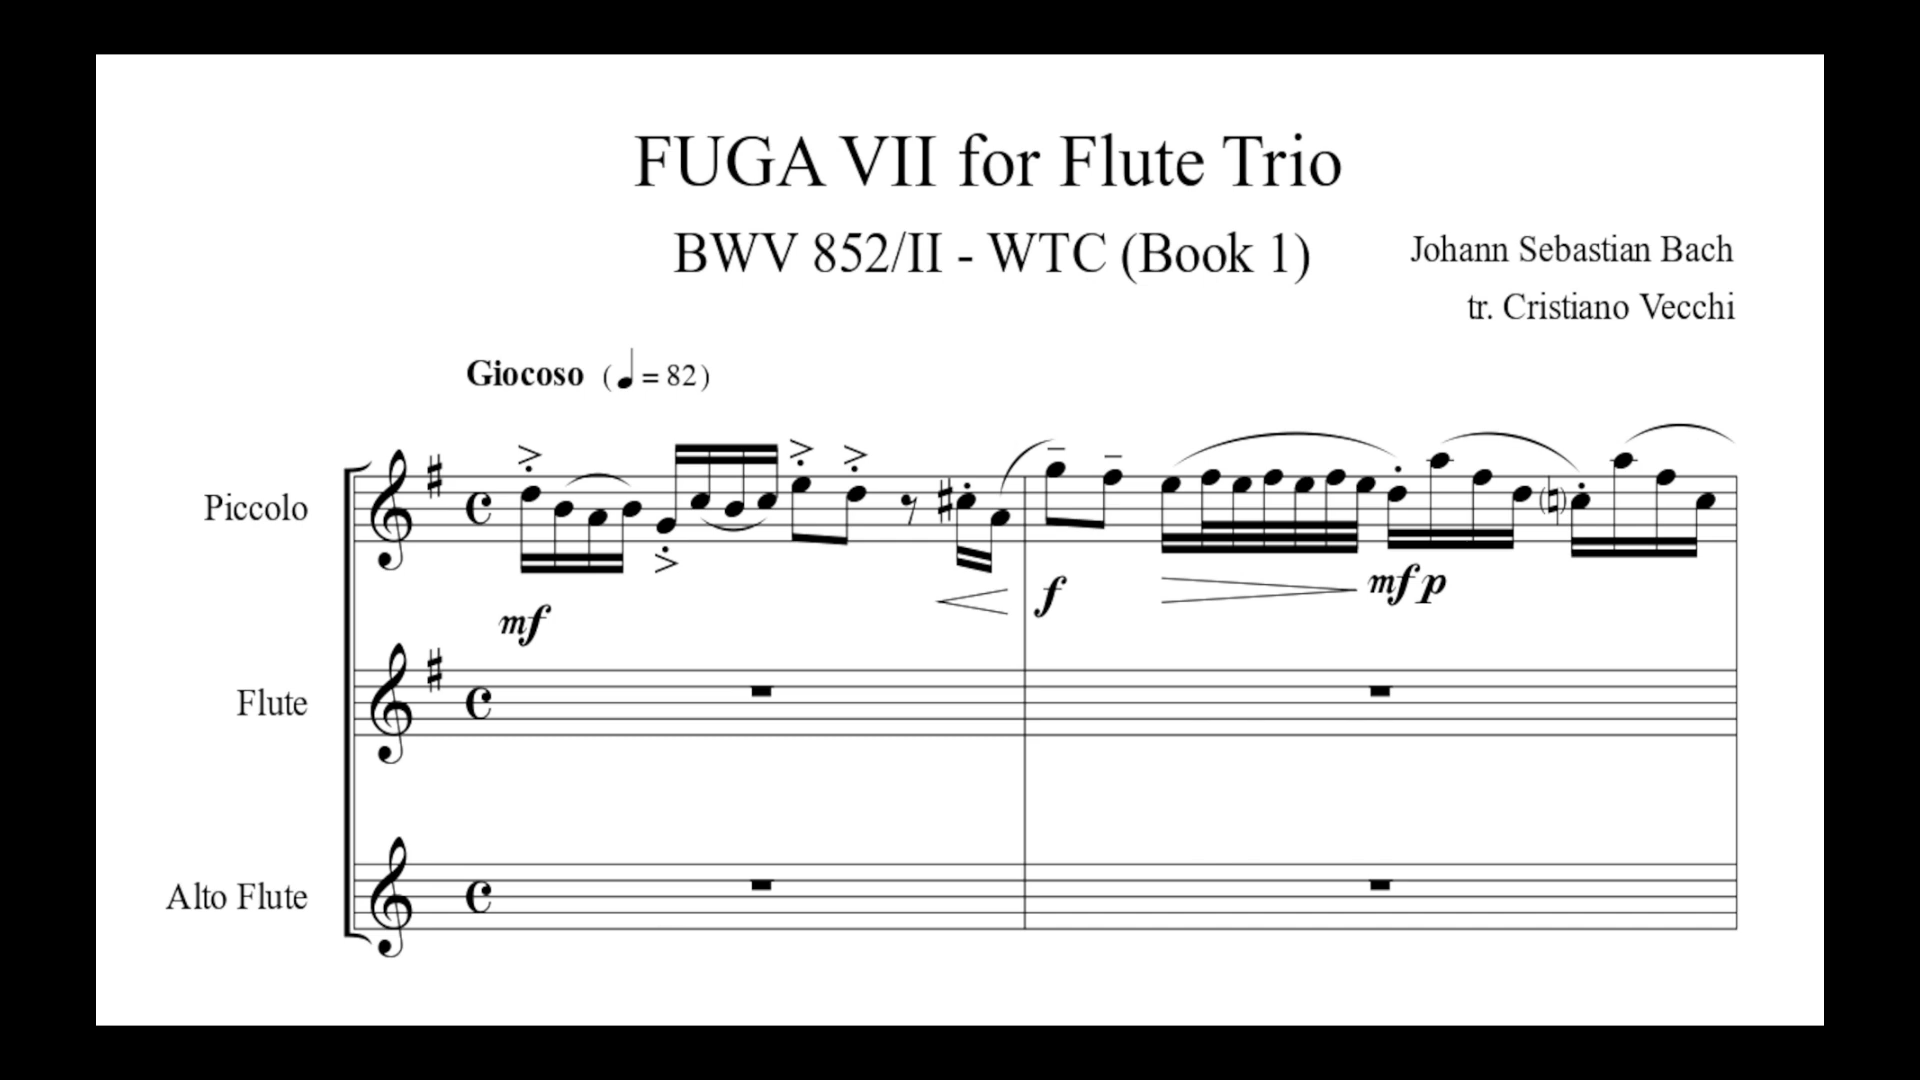 FUGA VII for Flute Trio
BWV 852/II - WTC (Book 1)
Johann Sebastian Bach
tr. Cristiano Vecchi
Giocoso (♩ = 82)
Piccolo
mf
f
mf p
Flute
Alto Flute